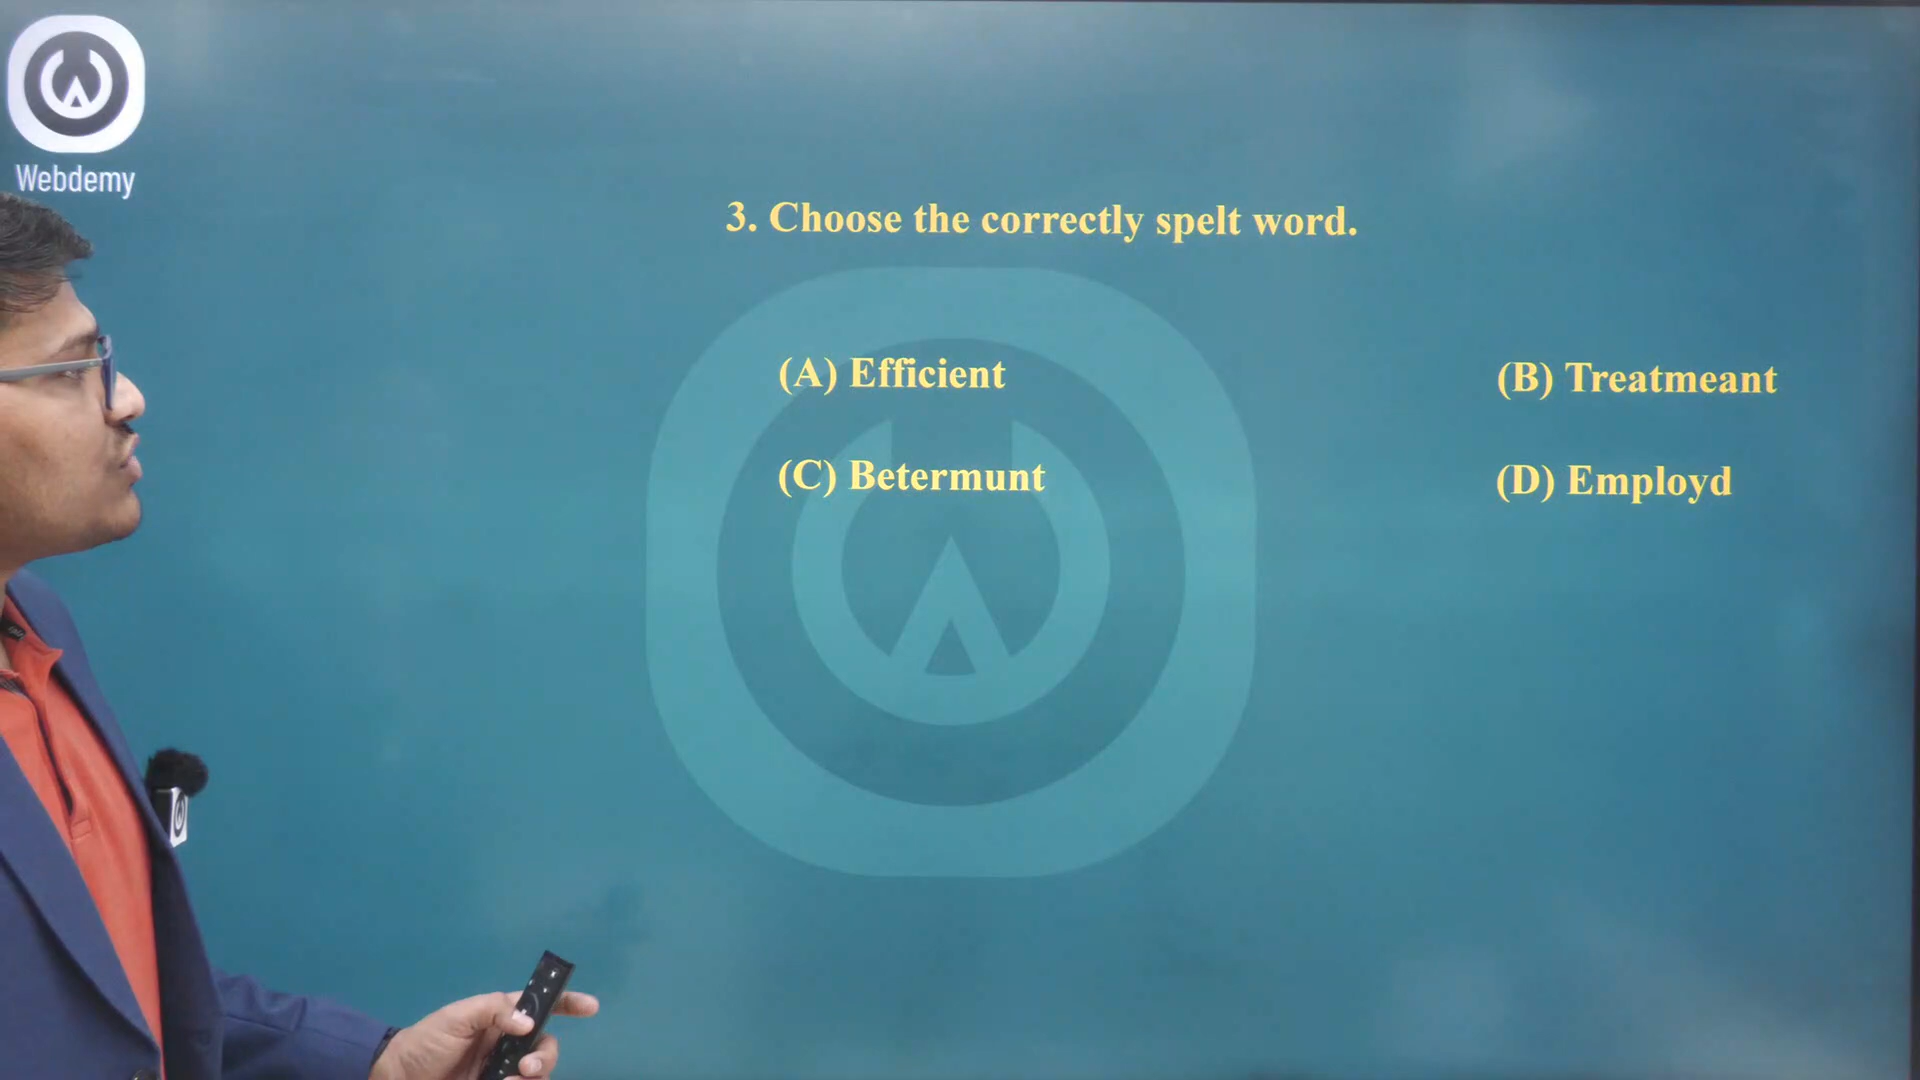 Webdemy
3. Choose the correctly spelt word.
(A) Efficient (B) Treatmeant
(C) Betermunt (D) Employd